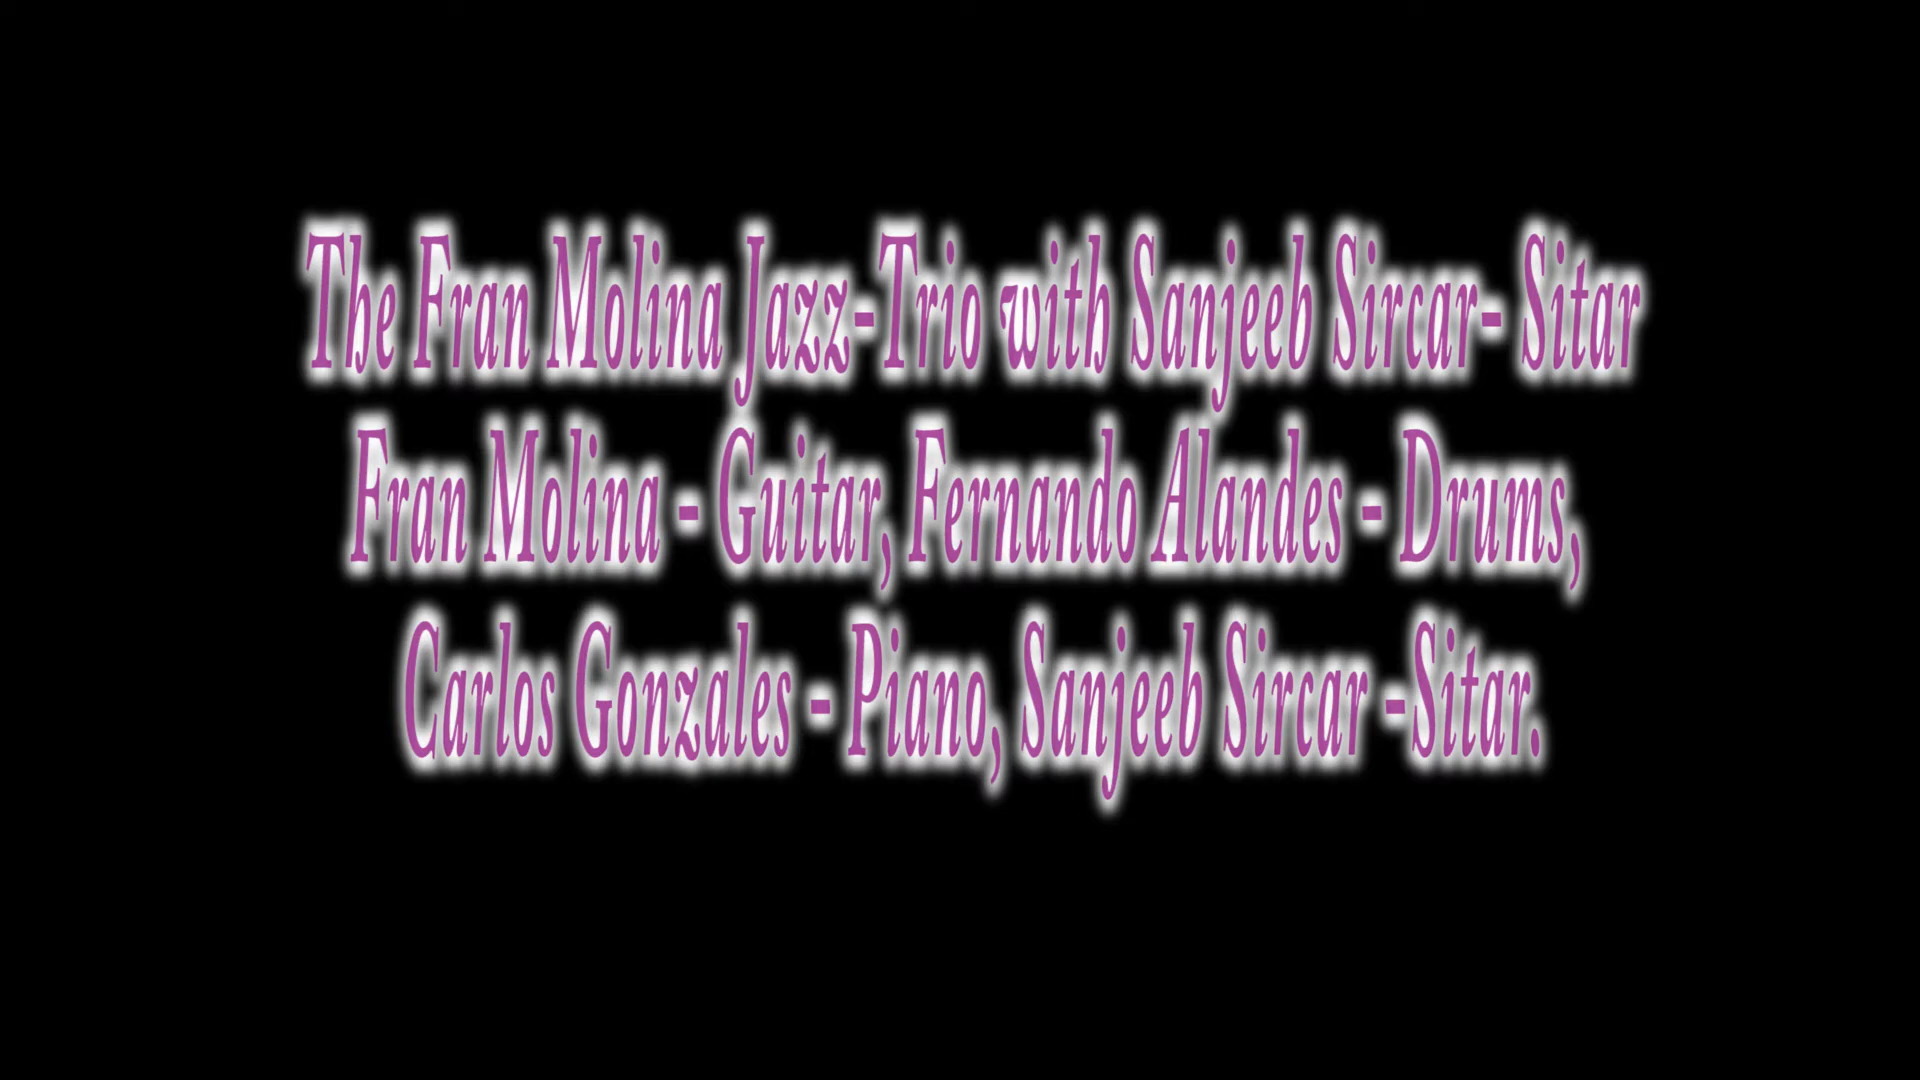 The Fran Molina Jazz-Trio with Sanjeeb Sircar- Sitar
Fran Molina - Guitar, Fernando Alandes - Drums,
Carlos Gonzales - Piano, Sanjeeb Sircar -Sitar.